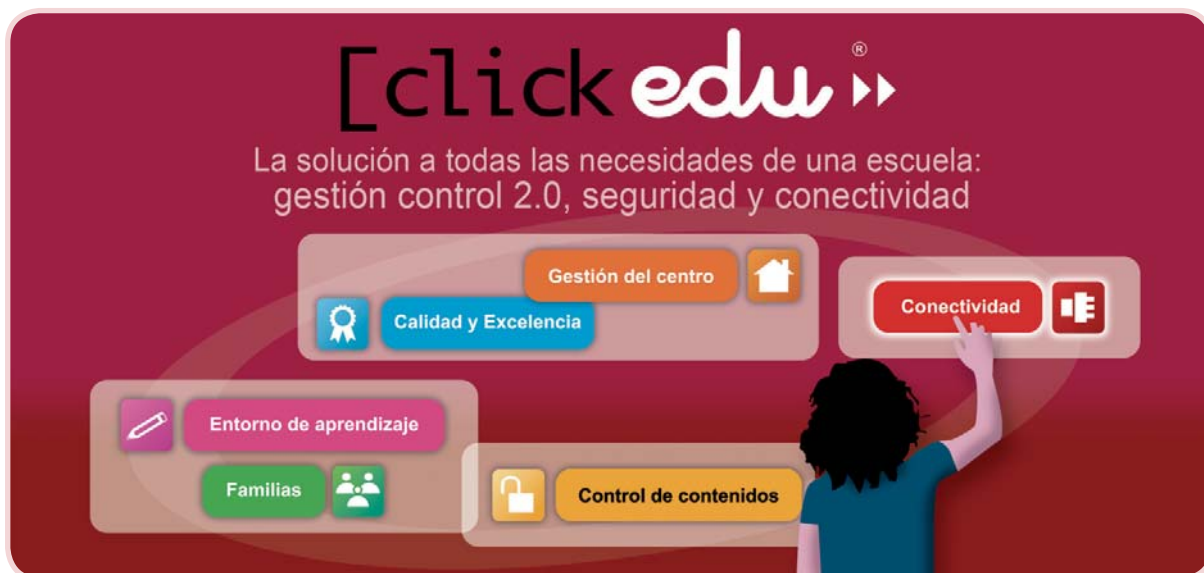 [click edu ®
La solución a todas las necesidades de una escuela:
gestión control 2.0, seguridad y conectividad
Gestión del centro
Calidad y Excelencia
Conectividad
Entorno de aprendizaje
Familias
Control de contenidos